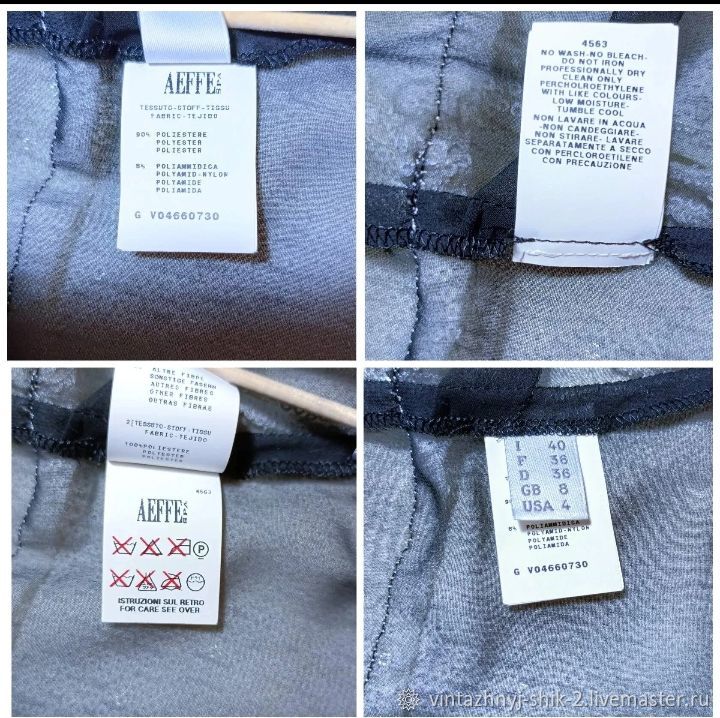 AEFFE SPA
TESSUTO-STOFF-TISSU
FABRIC-TEJIDO
90% POLIESTERE
POLYESTER
POLYESTER
8% POLIAMMIDICA
POLYAMID-NYLON
POLYAMIDE
POLIAMIDA
G V04660730
4563
NO WASH-NO BLEACH-
DO NOT IRON
PROFESSIONALLY DRY
CLEAN ONLY
PERCHLOROETHYLENE
WITH LIKE COLOURS-
LOW MOISTURE-
TUMBLE COOL
NON LAVARE IN ACQUA
-NON CANDEGGIARE-
NON STIRARE- LAVARE
SEPARATAMENTE A SECCO
CON PERCLOROETILENE
CON PRECAUZIONE
ALTRE FIBRE
SONSTIGE FASERN
AUTRES FIBRES
OTHER FIBRES
OUTRAS FIBRAS
2)TESSUTO-STOFF-TISSU
FABRIC-TEJIDO
100%POLIESTERE
POLYESTER
POLYESTER
4563
AEFFE SPA
P
ISTRUZIONI SUL RETRO
FOR CARE SEE OVER
I 40
F 36
D 36
GB 8
USA 4
8% POLIAMMIDICA
POLYAMID-NYLON
POLYAMIDE
POLIAMIDA
G V04660730
vintazhnyj-shik-2.livemaster.ru